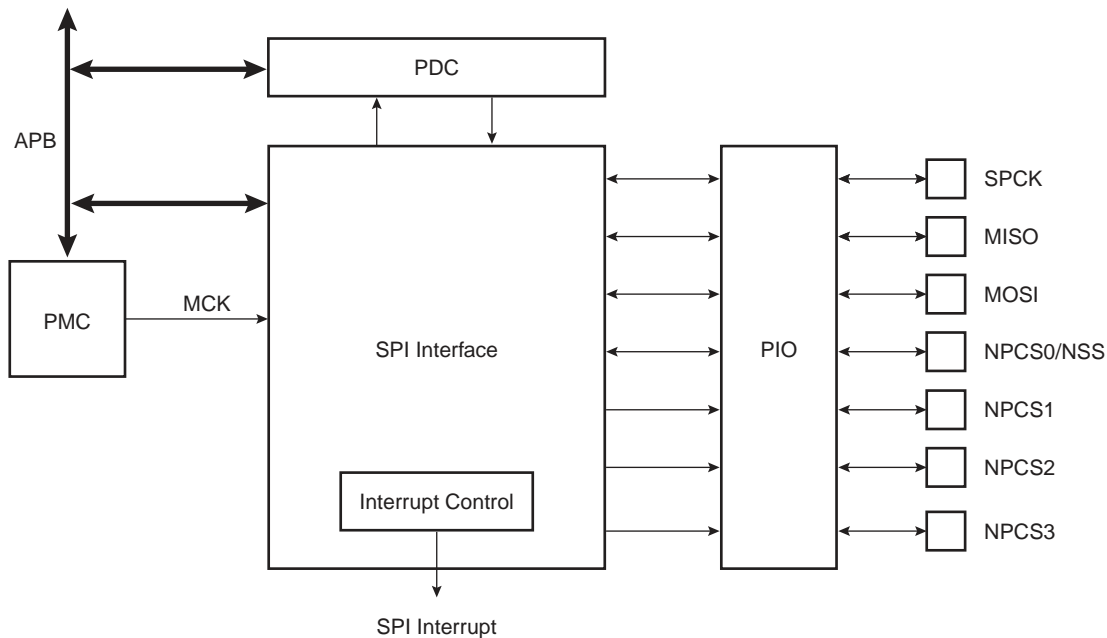 PDC
APB
SPCK
MISO
MCK
MOSI
PMC
SPI Interface
PIO
NPCS0/NSS
NPCS1
NPCS2
Interrupt Control
NPCS3
SPI Interrupt